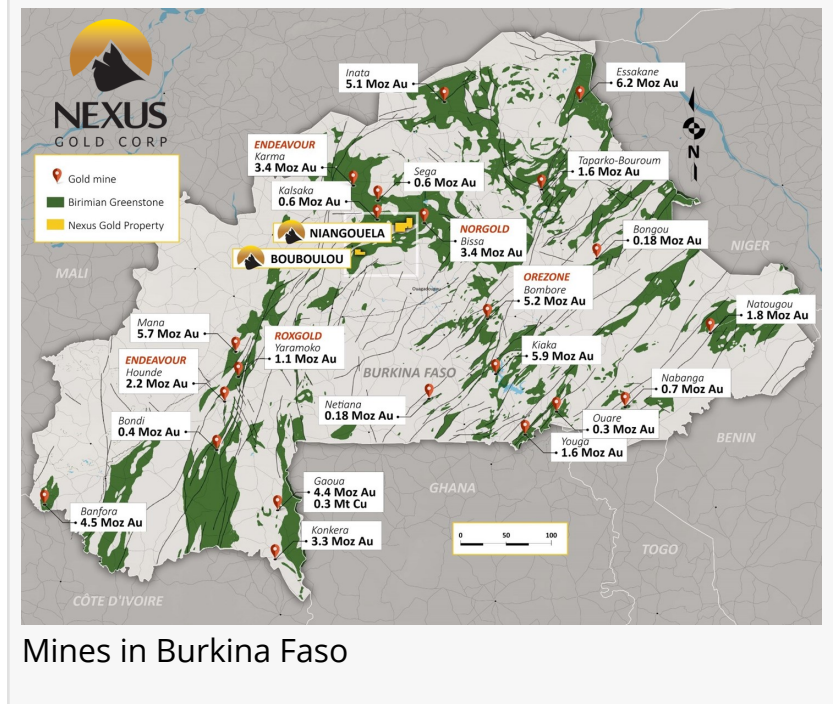 NEXUS
GOLD CORP
Gold mine
Birimian Greenstone
Nexus Gold Property
Inata
5.1 Moz Au
Essakane
6.2 Moz Au
N
ENDEAVOUR
Karma
3.4 Moz Au
Sega
0.6 Moz Au
Taparko-Bouroum
1.6 Moz Au
Kalsaka
0.6 Moz Au
NIANGOUELA
BOUBOULOU
NORGOLD
Bissa
3.4 Moz Au
Bongou
0.18 Moz Au
NIGER
MALI
OREZONE
Bombore
5.2 Moz Au
Ouagadougou
Natougou
1.8 Moz Au
Mana
5.7 Moz Au
ROXGOLD
Yaramoko
1.1 Moz Au
ENDEAVOUR
Hounde
2.2 Moz Au
Kiaka
5.9 Moz Au
BURKINA FASO
Nabanga
0.7 Moz Au
Netiana
0.18 Moz Au
Bondi
0.4 Moz Au
Ouare
0.3 Moz Au
Youga
1.6 Moz Au
BENIN
Gaoua
4.4 Moz Au
0.3 Mt Cu
GHANA
Banfora
4.5 Moz Au
Konkera
3.3 Moz Au
0 50 100
TOGO
CÔTE D'IVOIRE
Mines in Burkina Faso